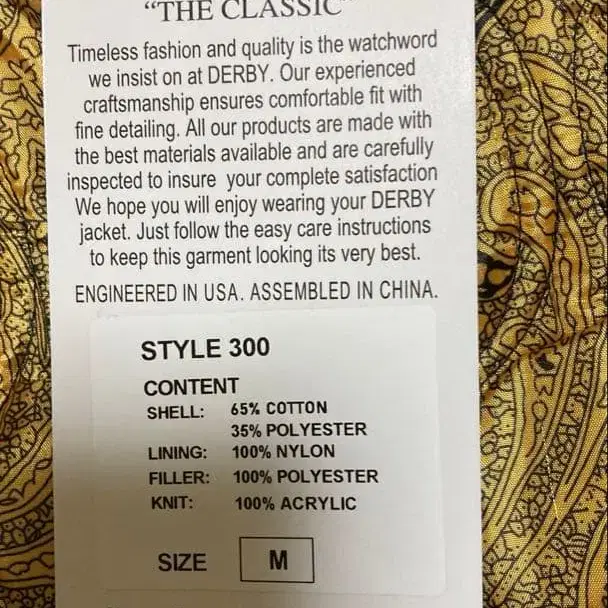 “THE CLASSIC”
Timeless fashion and quality is the watchword
we insist on at DERBY. Our experienced
craftsmanship ensures comfortable fit with
fine detailing. All our products are made with
the best materials available and are carefully
inspected to insure your complete satisfaction
We hope you will enjoy wearing your DERBY
jacket. Just follow the easy care instructions
to keep this garment looking its very best.
ENGINEERED IN USA. ASSEMBLED IN CHINA.
STYLE 300
CONTENT
SHELL: 65% COTTON
35% POLYESTER
LINING: 100% NYLON
FILLER: 100% POLYESTER
KNIT: 100% ACRYLIC
SIZE M